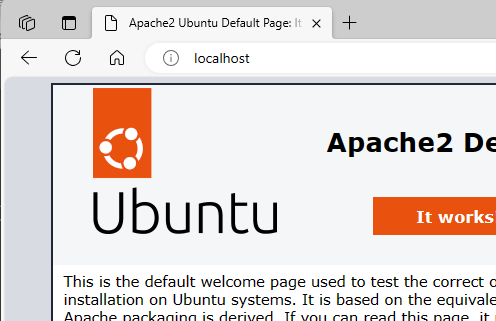 Apache2 Ubuntu Default Page: It
localhost
Apache2 De
Ubuntu
It works
This is the default welcome page used to test the correct o
installation on Ubuntu systems. It is based on the equivale
Apache packaging is derived. If you can read this page, it